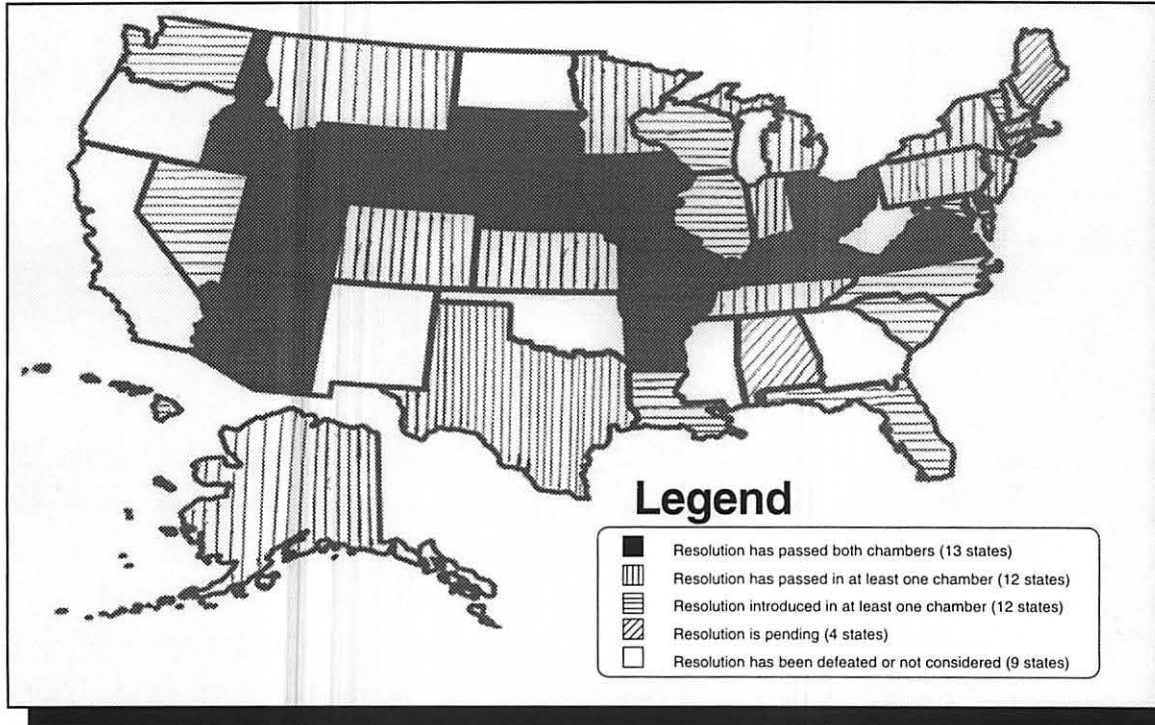 Legend
Resolution has passed both chambers (13 states)
Resolution has passed in at least one chamber (12 states)
Resolution introduced in at least one chamber (12 states)
Resolution is pending (4 states)
Resolution has been defeated or not considered (9 states)